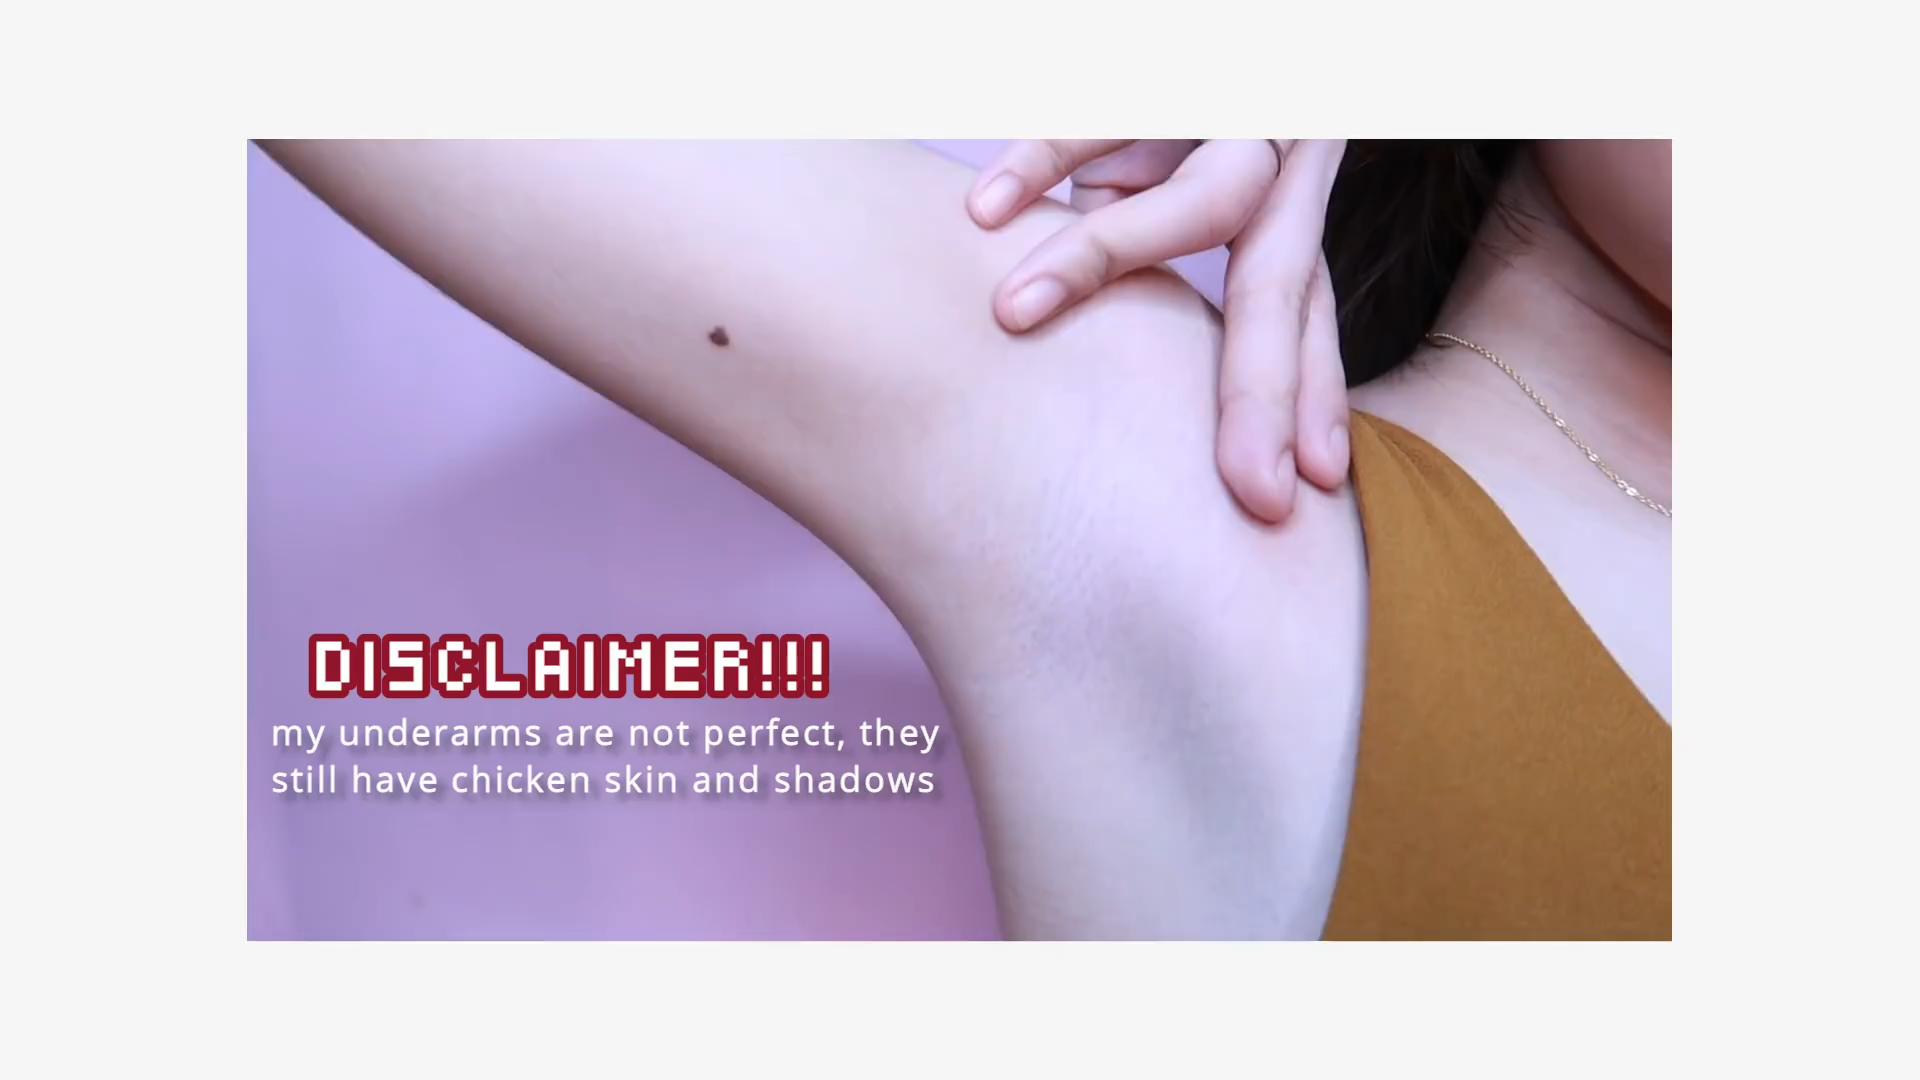 DISCLAIMER!!!
my underarms are not perfect, they
still have chicken skin and shadows